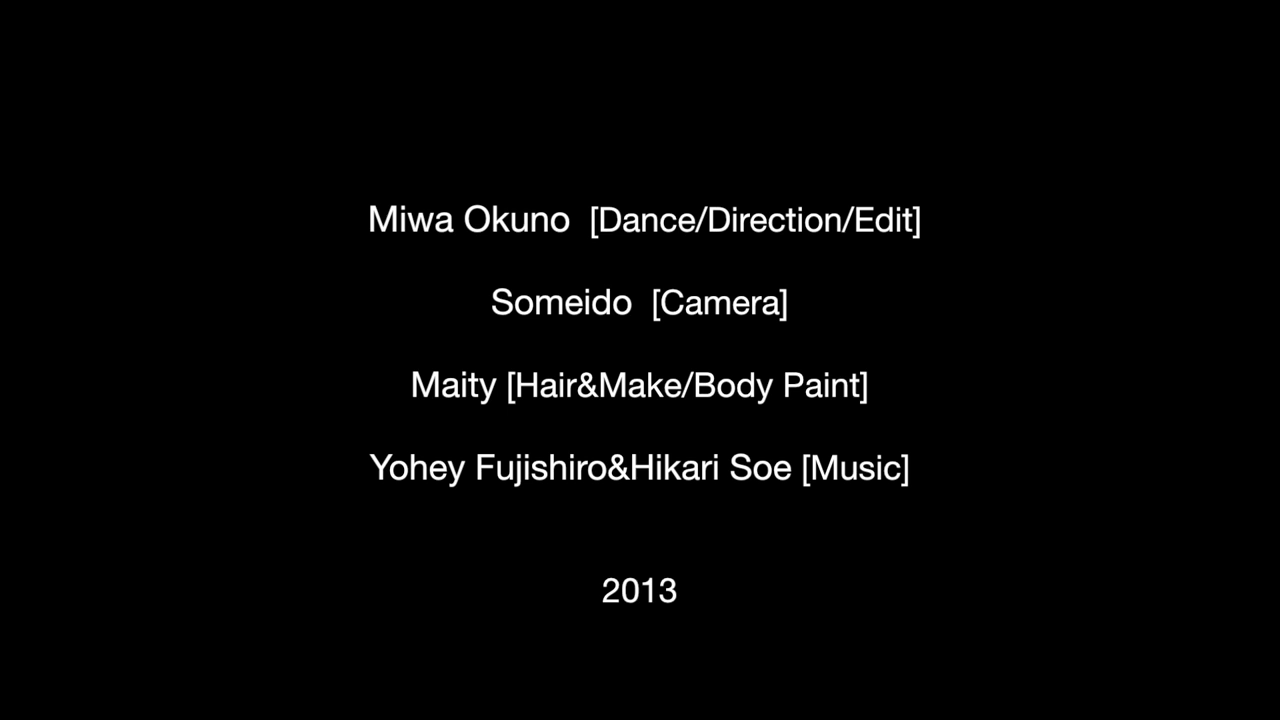 Miwa Okuno [Dance/Direction/Edit]
Someido [Camera]
Maity [Hair&Make/Body Paint]
Yohey Fujishiro&Hikari Soe [Music]
2013